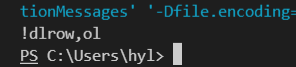 tionMessages' '-Dfile.encoding=
!dlrow,ol
PS C:\Users\hyl>